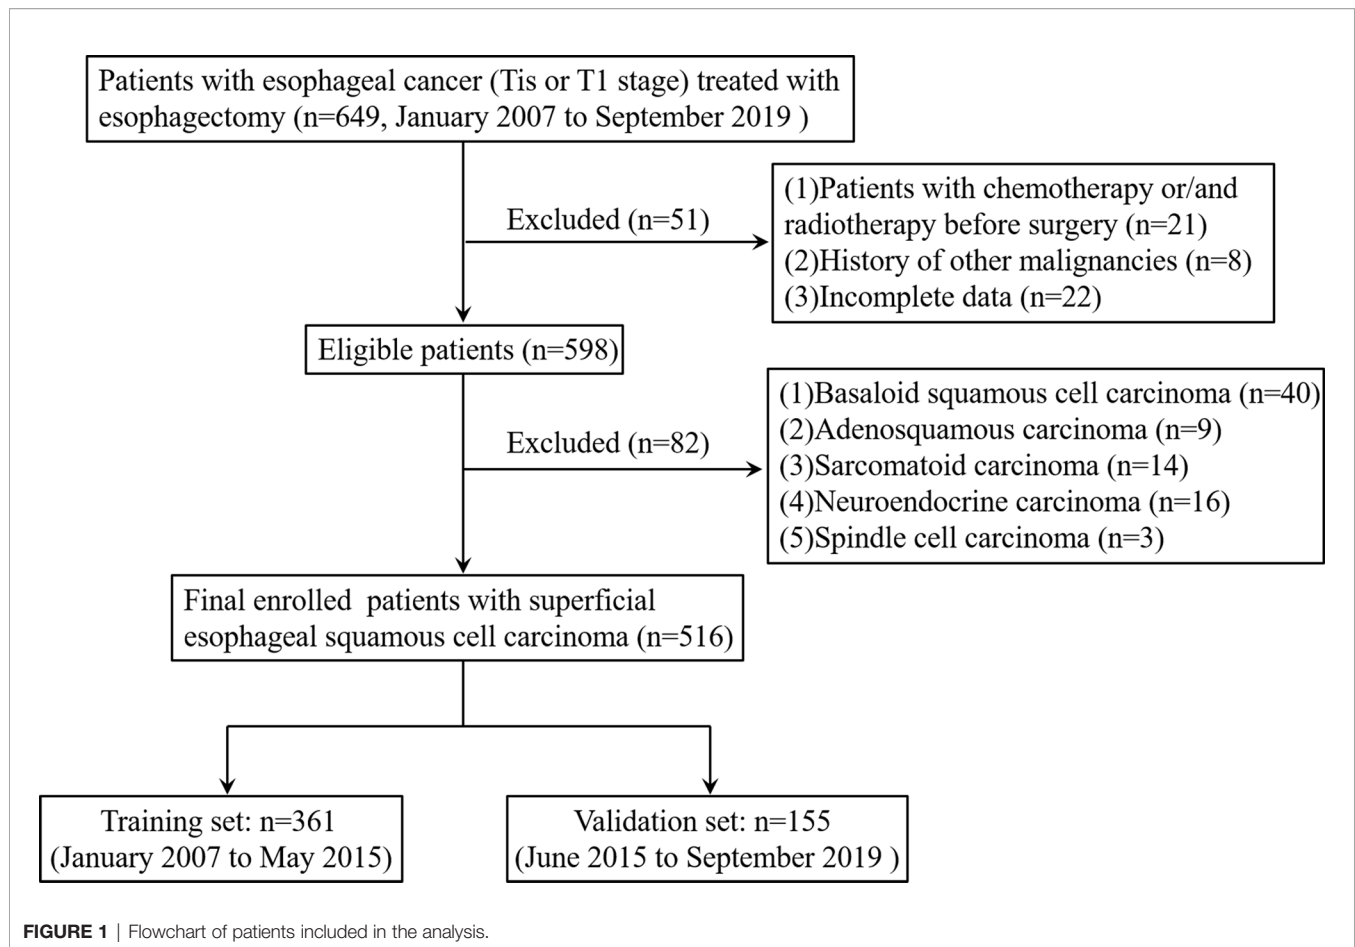 Patients with esophageal cancer (Tis or T1 stage) treated with
esophagectomy (n=649, January 2007 to September 2019 )
Excluded (n=51)
(1)Patients with chemotherapy or/and
radiotherapy before surgery (n=21)
(2)History of other malignancies (n=8)
(3)Incomplete data (n=22)
Eligible patients (n=598)
Excluded (n=82)
(1)Basaloid squamous cell carcinoma (n=40)
(2)Adenosquamous carcinoma (n=9)
(3)Sarcomatoid carcinoma (n=14)
(4)Neuroendocrine carcinoma (n=16)
(5)Spindle cell carcinoma (n=3)
Final enrolled patients with superficial
esophageal squamous cell carcinoma (n=516)
Training set: n=361
(January 2007 to May 2015)
Validation set: n=155
(June 2015 to September 2019 )
FIGURE 1 | Flowchart of patients included in the analysis.